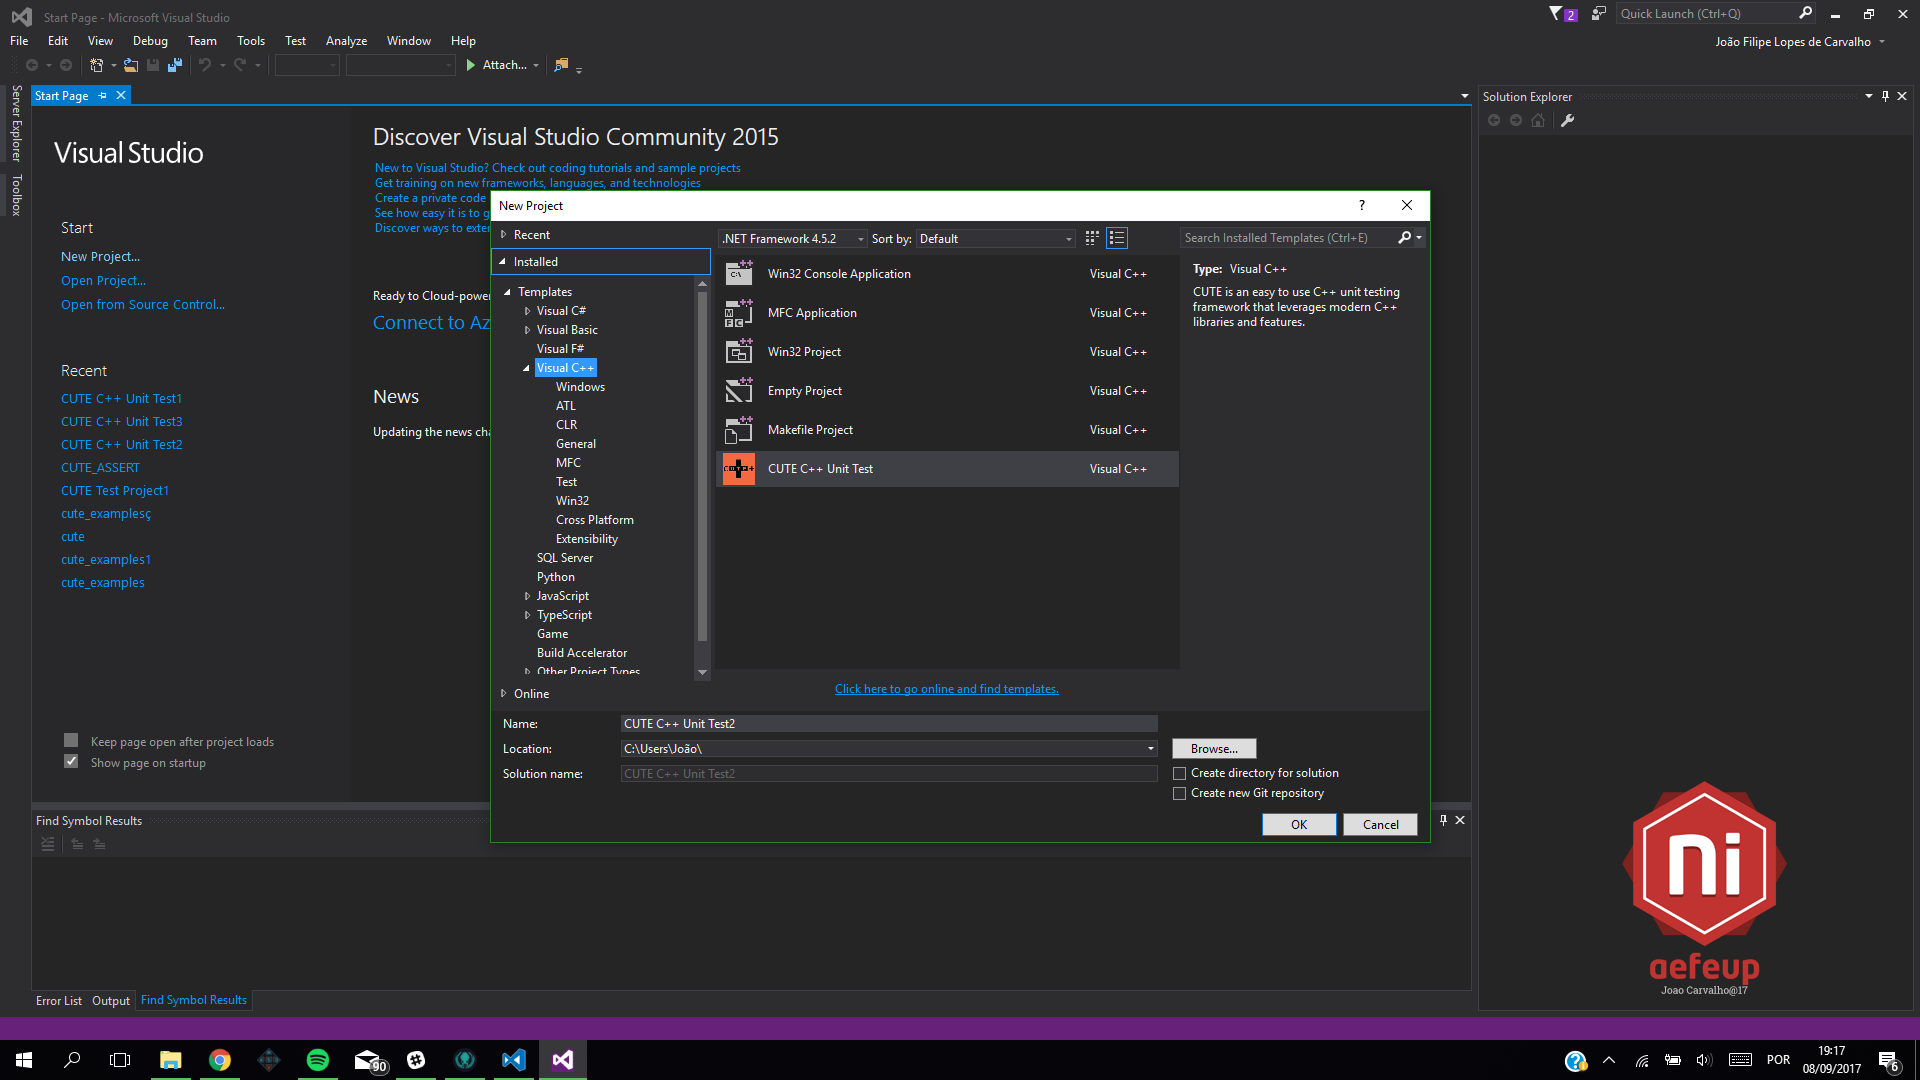 Start Page - Microsoft Visual Studio
2
Quick Launch (Ctrl+Q)
File Edit View Debug Team Tools Test Analyze Window Help
João Filipe Lopes de Carvalho
Attach...
Server Explorer
Toolbox
Start Page
Visual Studio
Start
New Project...
Open Project...
Open from Source Control...
Recent
CUTE C++ Unit Test1
CUTE C++ Unit Test3
CUTE C++ Unit Test2
CUTE_ASSERT
CUTE Test Project1
cute_examplesç
cute
cute_examples1
cute_examples
Keep page open after project loads
Show page on startup
Discover Visual Studio Community 2015
New to Visual Studio? Check out coding tutorials and sample projects
Get training on new frameworks, languages, and technologies
Create a private code
See how easy it is to g
Discover ways to exter
Ready to Cloud-power
Connect to Az
News
Updating the news cha
New Project
?
Recent
Installed
Templates
Visual C#
Visual Basic
Visual F#
Visual C++
Windows
ATL
CLR
General
MFC
Test
Win32
Cross Platform
Extensibility
SQL Server
Python
JavaScript
TypeScript
Game
Build Accelerator
Other Project Types
Online
.NET Framework 4.5.2
Sort by: Default
Search Installed Templates (Ctrl+E)
Win32 Console Application Visual C++
MFC Application Visual C++
Win32 Project Visual C++
Empty Project Visual C++
Makefile Project Visual C++
CUTE C++ Unit Test Visual C++
Type: Visual C++
CUTE is an easy to use C++ unit testing
framework that leverages modern C++
libraries and features.
Click here to go online and find templates.
Name: CUTE C++ Unit Test2
Location: C:\Users\João\
Browse...
Solution name: CUTE C++ Unit Test2
Create directory for solution
Create new Git repository
OK
Cancel
Solution Explorer
Find Symbol Results
Error List Output Find Symbol Results
ni
aefeup
Joao Carvalho@17
90
POR
19:17
08/09/2017
6